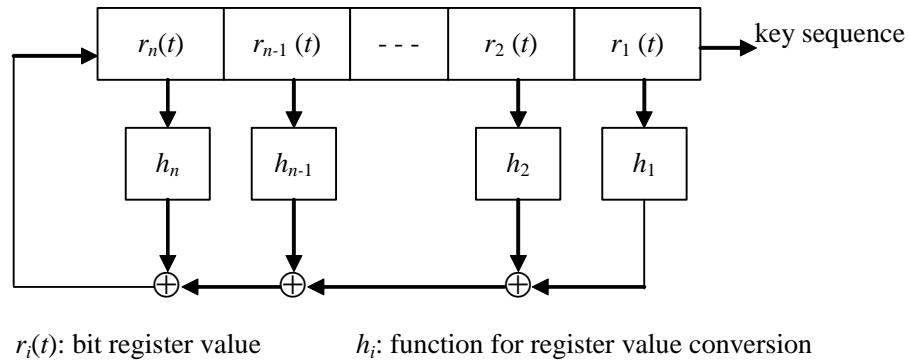 rₙ(t) rₙ₋₁ (t) - - - r₂ (t) r₁ (t) key sequence
hₙ hₙ₋₁ h₂ h₁
rᵢ(t): bit register value hᵢ: function for register value conversion